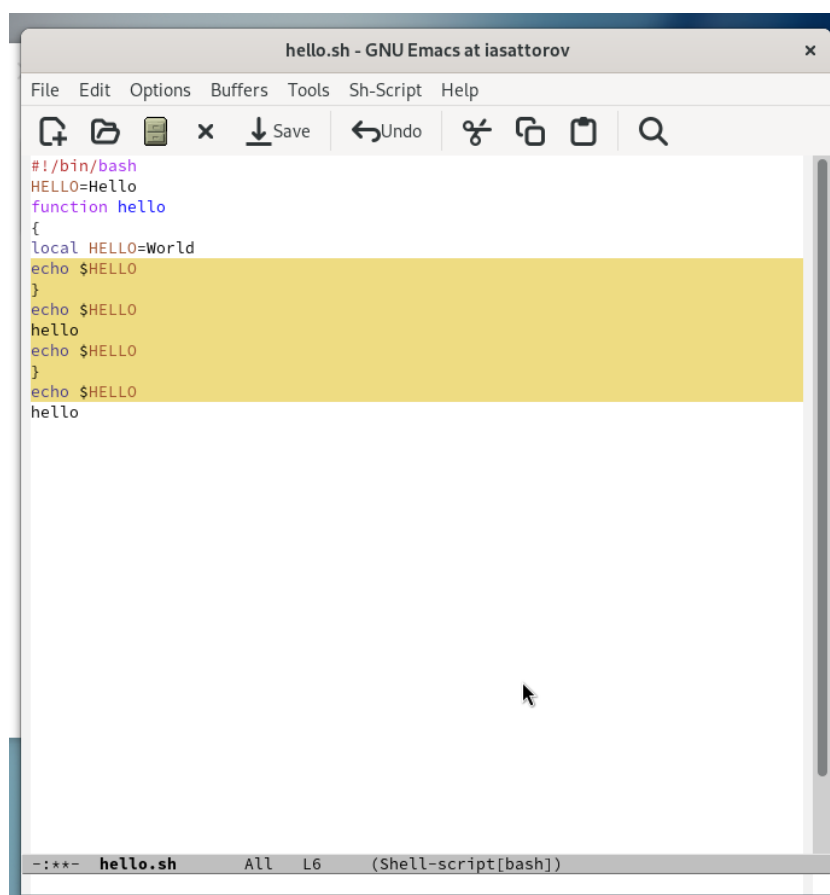 hello.sh - GNU Emacs at iasattorov
File Edit Options Buffers Tools Sh-Script Help
Save Undo
#!/bin/bash
HELLO=Hello
function hello
{
local HELLO=World
echo $HELLO
}
echo $HELLO
hello
echo $HELLO
}
echo $HELLO
hello
-:**- hello.sh All L6 (Shell-script[bash])